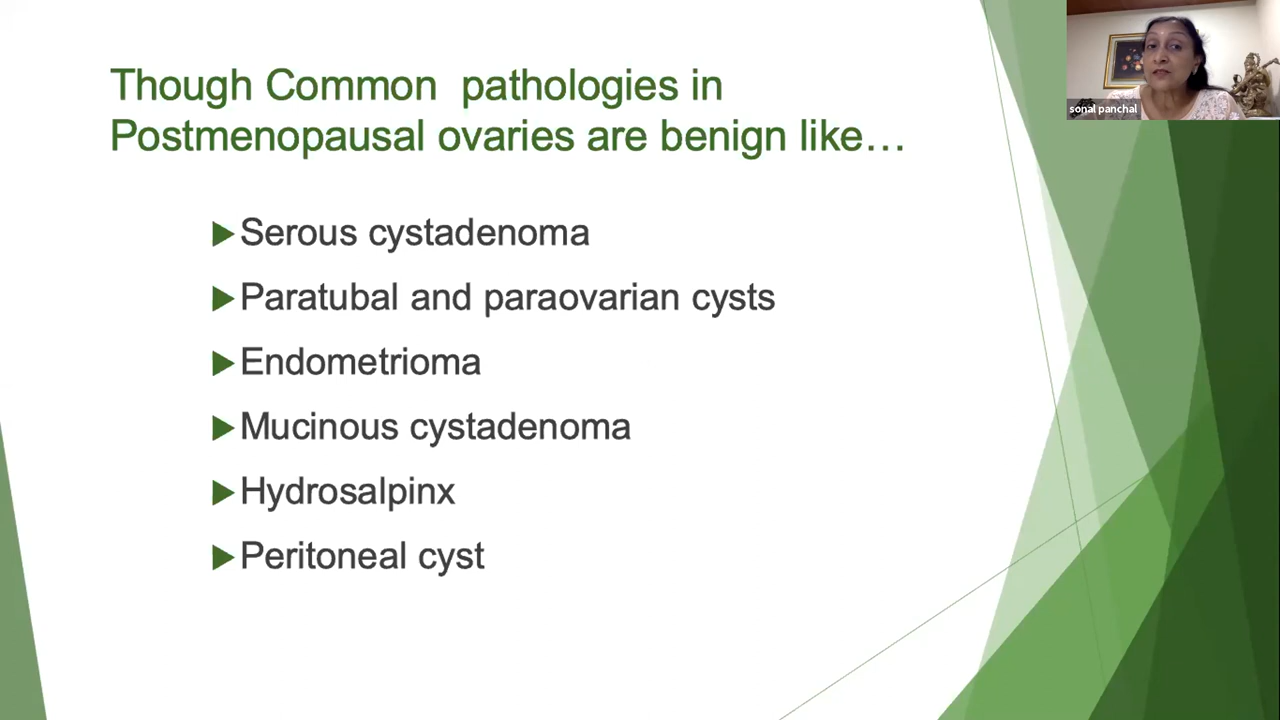 Though Common  pathologies in
Postmenopausal ovaries are benign like…
Serous cystadenoma
Paratubal and paraovarian cysts
Endometrioma
Mucinous cystadenoma
Hydrosalpinx
Peritoneal cyst
sonal panchal